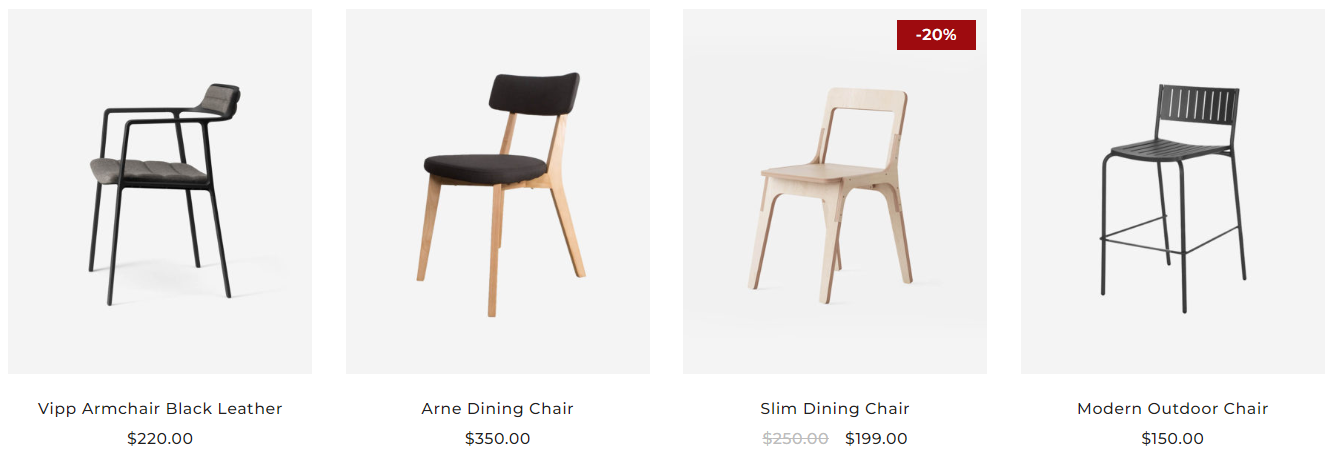 -20%
Vipp Armchair Black Leather
$220.00
Arne Dining Chair
$350.00
Slim Dining Chair
$250.00 $199.00
Modern Outdoor Chair
$150.00